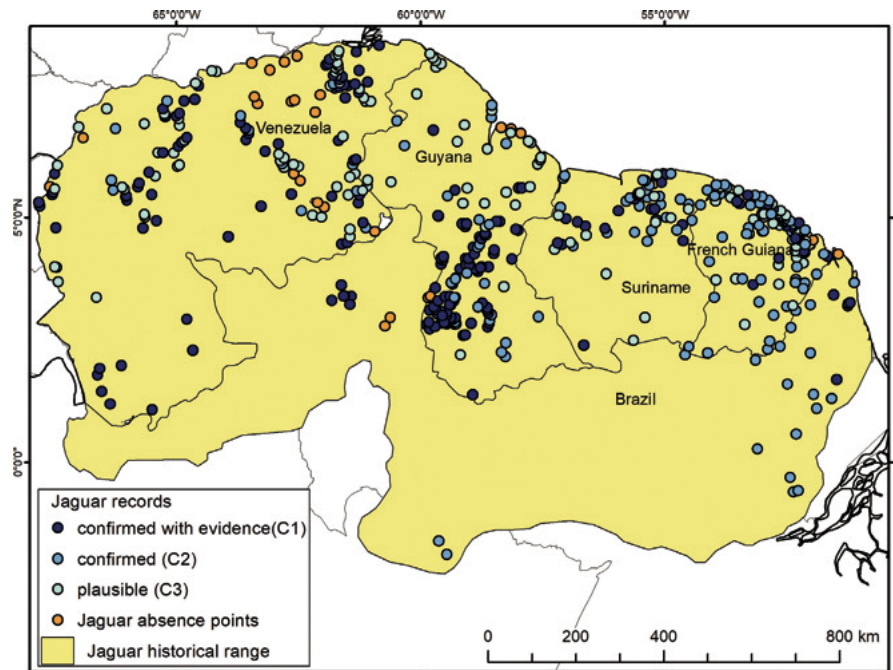 65°0'0"W 60°0'0"W 55°0'0"W
Venezuela
Guyana
5°0'0"N
French Guiana
Suriname
Brazil
0°0'0"
Jaguar records
confirmed with evidence(C1)
confirmed (C2)
plausible (C3)
Jaguar absence points
Jaguar historical range
0 200 400 800 km